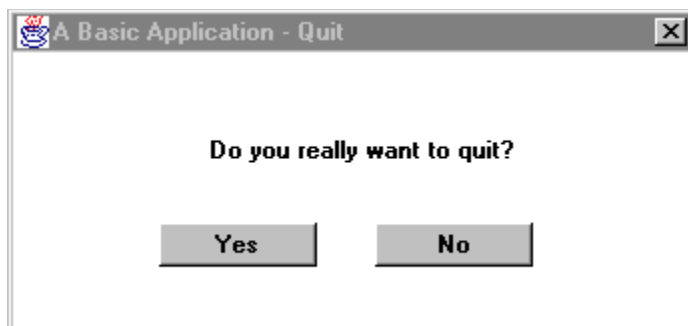 A Basic Application - Quit
Do you really want to quit?
Yes No